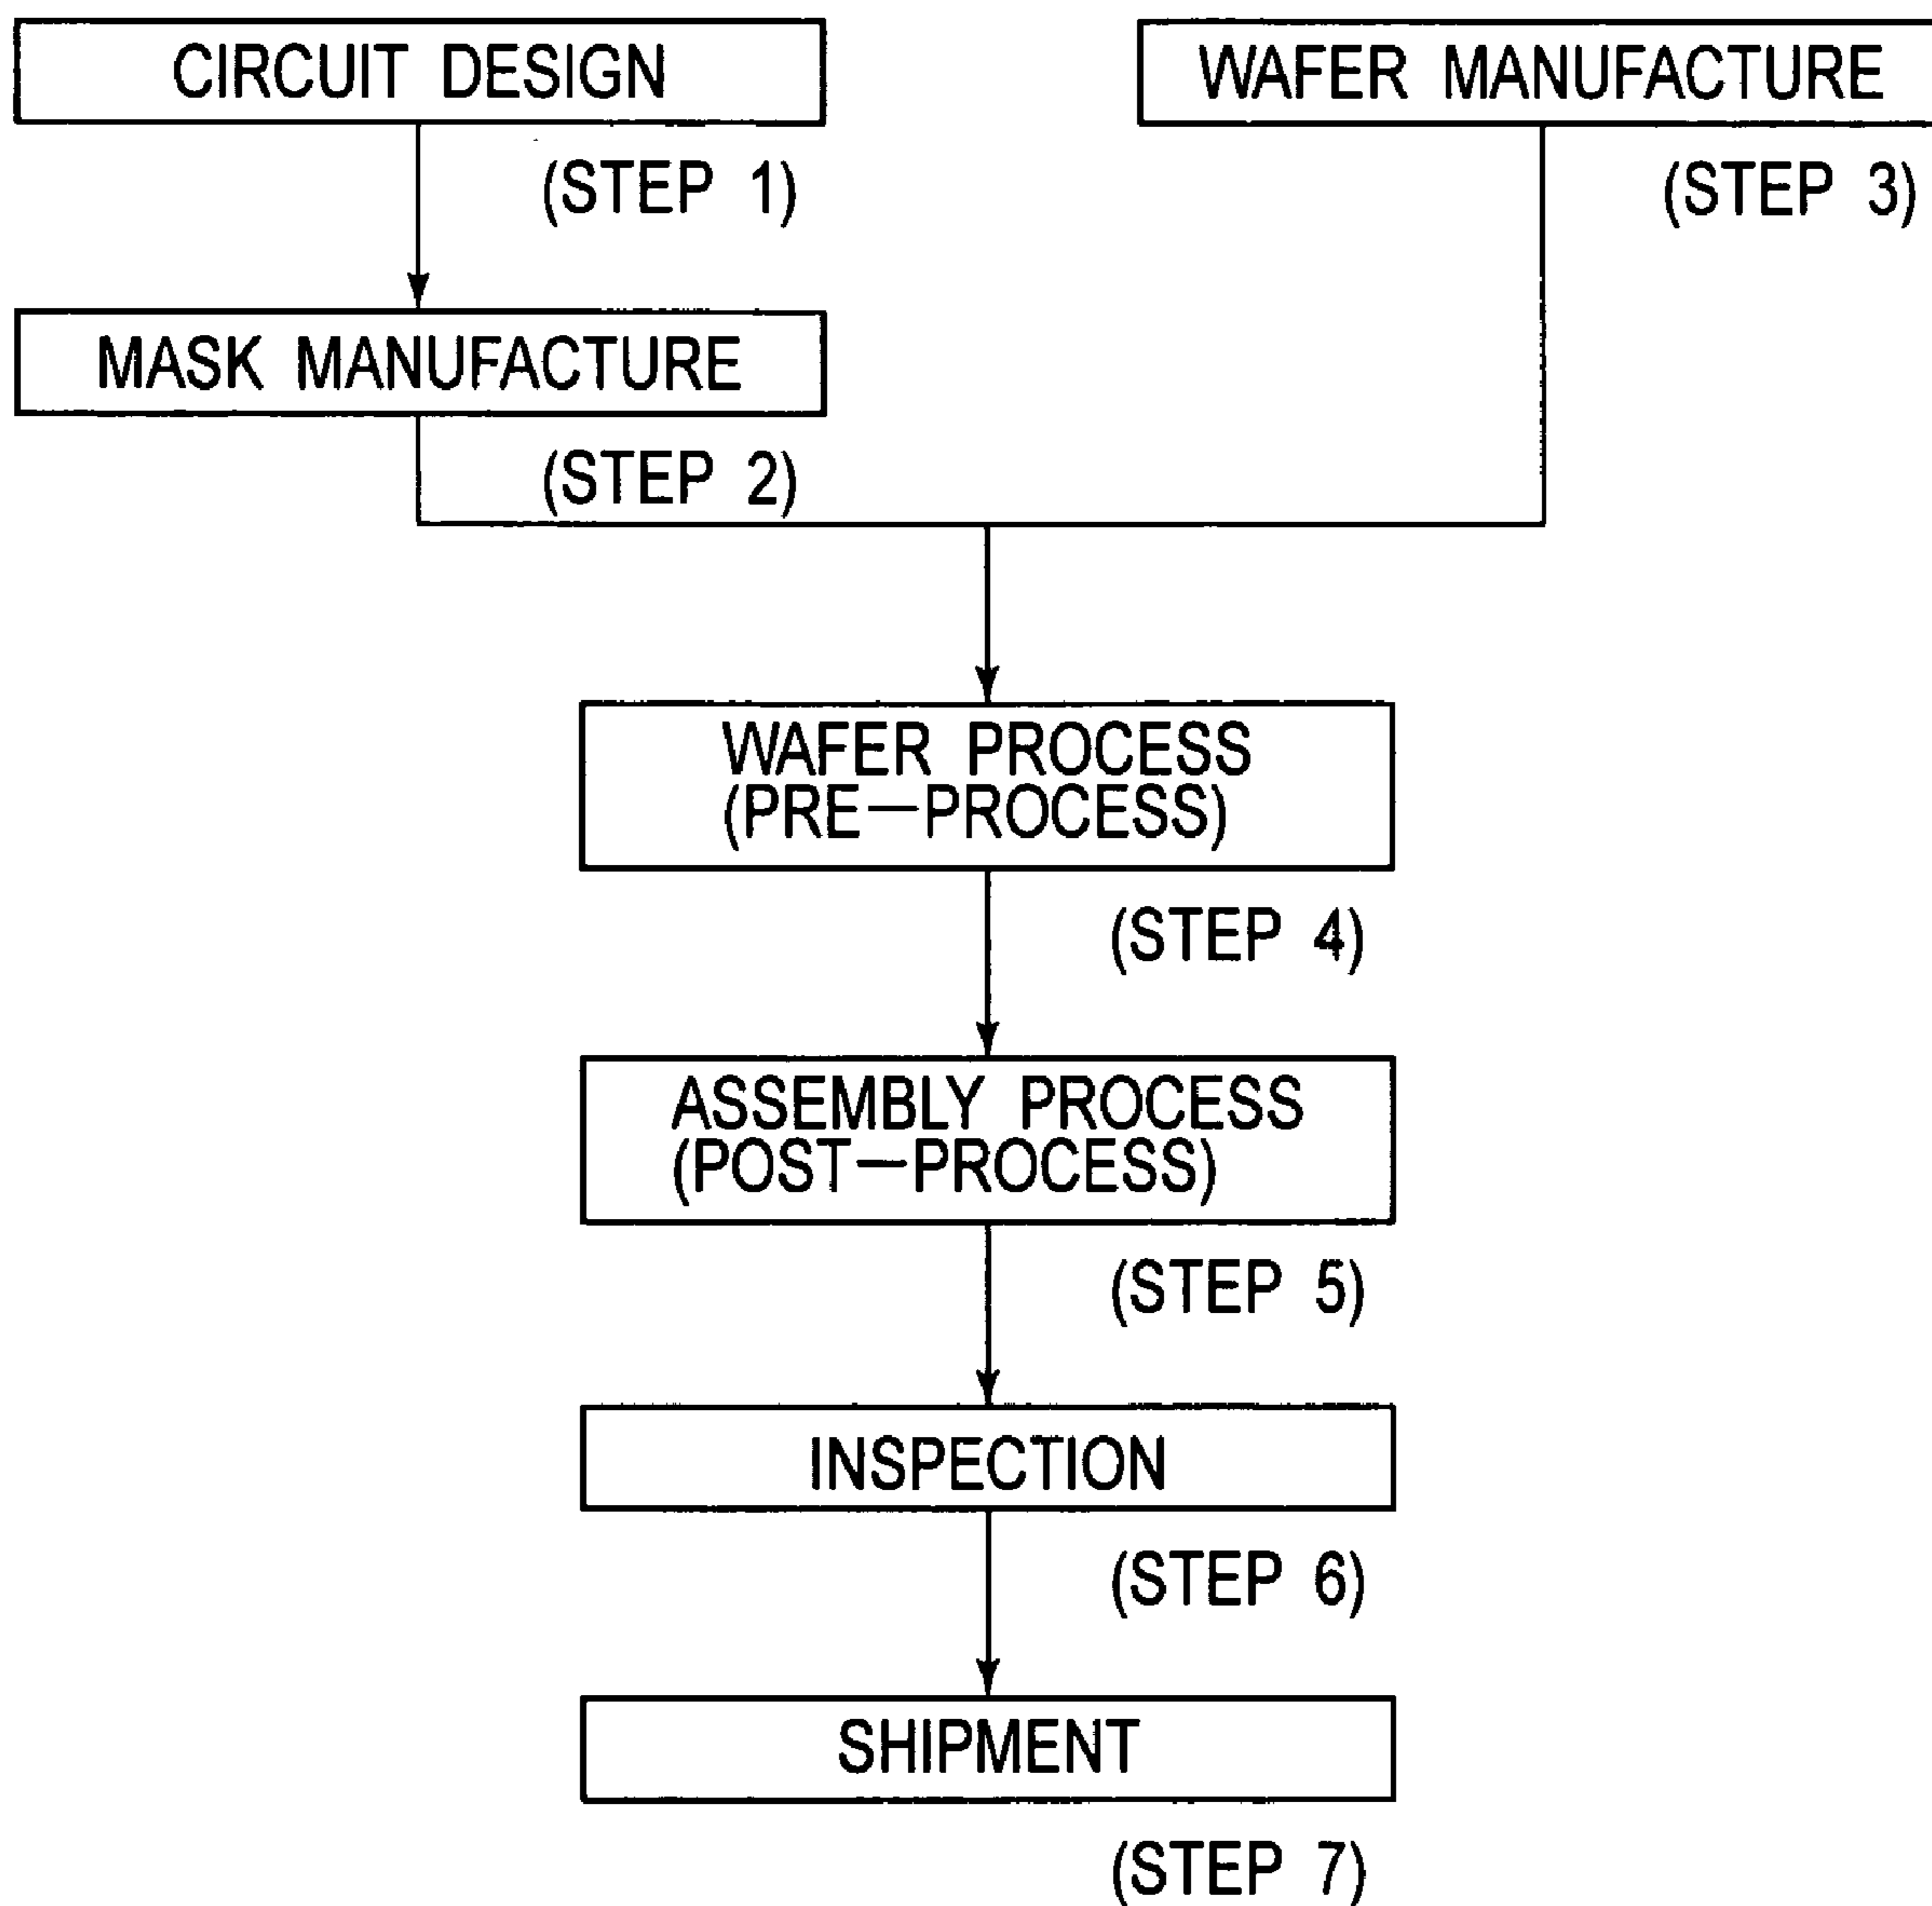 CIRCUIT DESIGN
(STEP 1)
WAFER MANUFACTURE
(STEP 3)
MASK MANUFACTURE
(STEP 2)
WAFER PROCESS
(PRE—PROCESS)
(STEP 4)
ASSEMBLY PROCESS
(POST—PROCESS)
(STEP 5)
INSPECTION
(STEP 6)
SHIPMENT
(STEP 7)